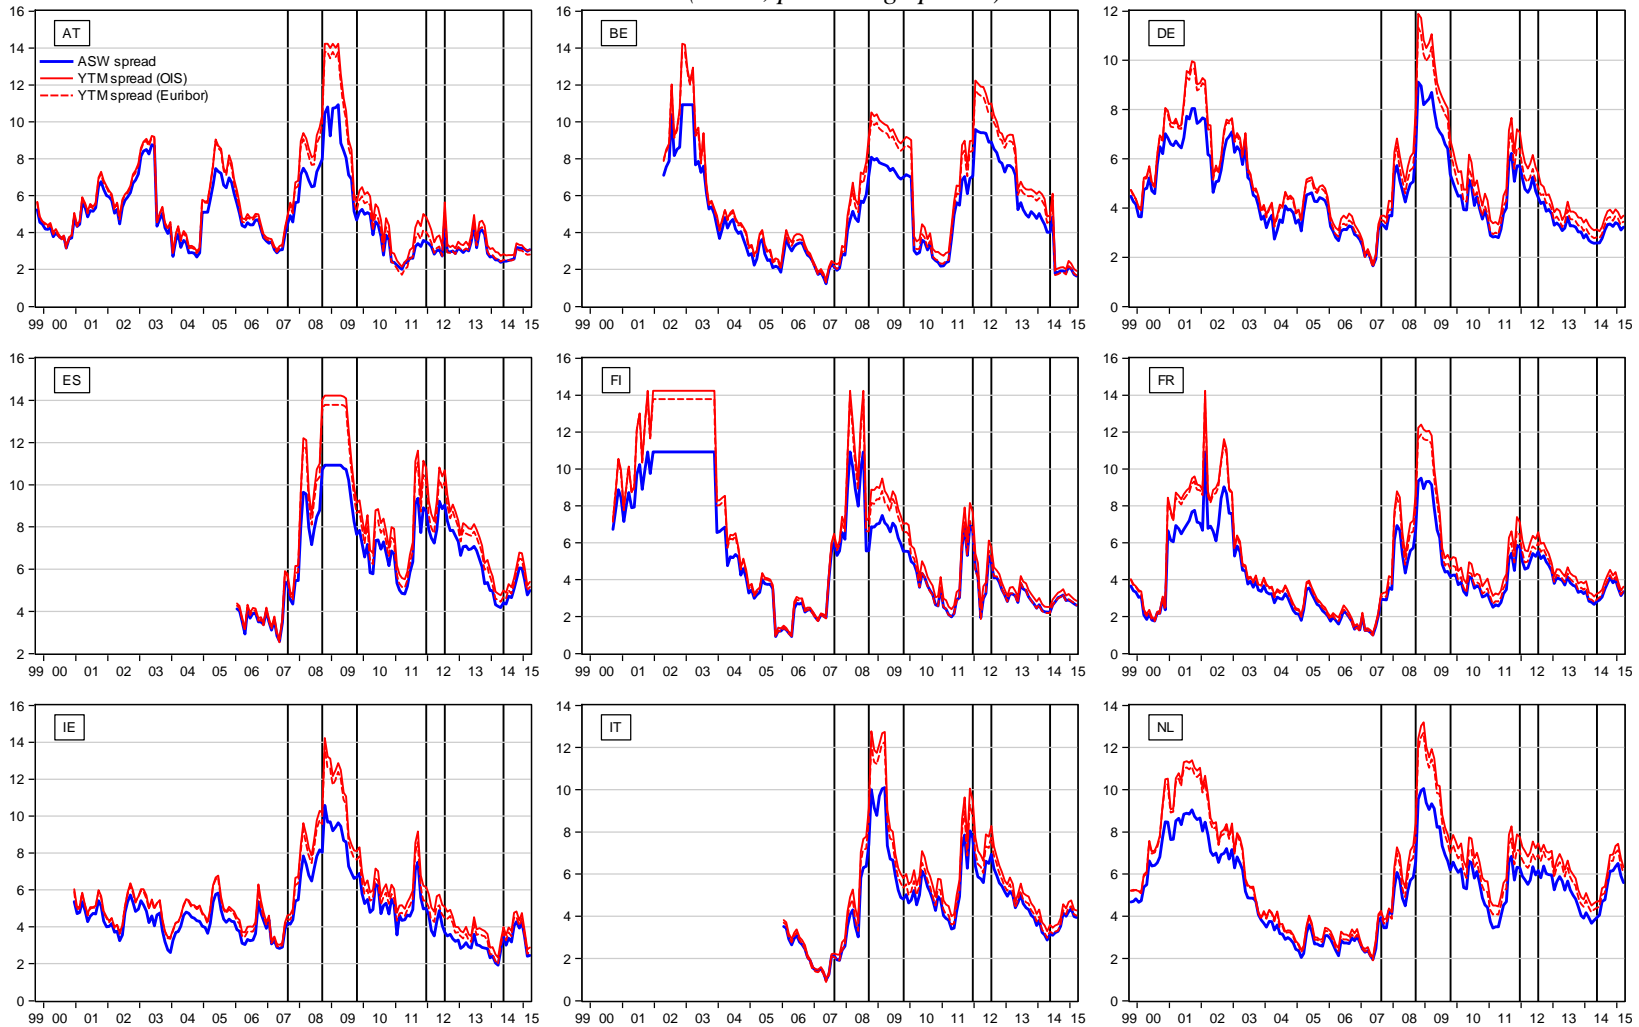 16 AT 14 12 10 8 6 4 2 0
ASW spread
YTM spread (OIS)
YTM spread (Euribor)
99 00 01 02 03 04 05 06 07 08 09 10 11 12 13 14 15
16 BE 14 12 10 8 6 4 2 0
99 00 01 02 03 04 05 06 07 08 09 10 11 12 13 14 15
12 DE 10 8 6 4 2 0
99 00 01 02 03 04 05 06 07 08 09 10 11 12 13 14 15
16 ES 14 12 10 8 6 4 2
99 00 01 02 03 04 05 06 07 08 09 10 11 12 13 14 15
16 FI 14 12 10 8 6 4 2 0
99 00 01 02 03 04 05 06 07 08 09 10 11 12 13 14 15
16 FR 14 12 10 8 6 4 2 0
99 00 01 02 03 04 05 06 07 08 09 10 11 12 13 14 15
16 IE 14 12 10 8 6 4 2 0
99 00 01 02 03 04 05 06 07 08 09 10 11 12 13 14 15
14 IT 12 10 8 6 4 2 0
99 00 01 02 03 04 05 06 07 08 09 10 11 12 13 14 15
14 NL 12 10 8 6 4 2 0
99 00 01 02 03 04 05 06 07 08 09 10 11 12 13 14 15